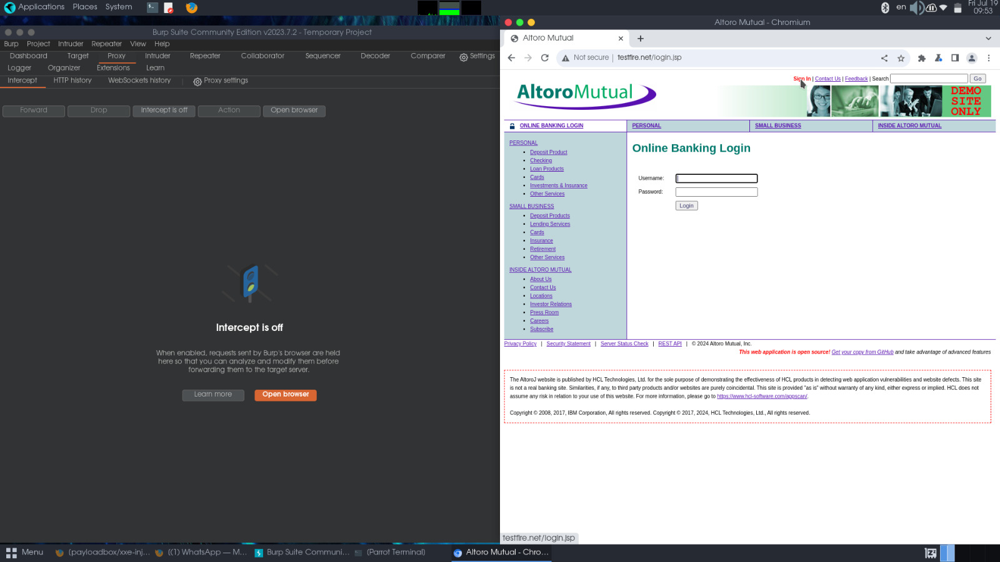 Applications Places System
en
Fri Jul 19
09:53
Burp Suite Community Edition v2023.7.2 - Temporary Project
Burp Project Intruder Repeater View Help
Dashboard Target Proxy Intruder Repeater Collaborator Sequencer Decoder Comparer Settings
Logger Organizer Extensions Learn
Intercept HTTP history WebSockets history Proxy settings
Forward Drop Intercept is off Action Open browser
Intercept is off
When enabled, requests sent by Burp's browser are held
here so that you can analyze and modify them before
forwarding them to the target server.
Learn more Open browser
Altoro Mutual - Chromium
Altoro Mutual
Not secure | testfire.net/login.jsp
Sign In | Contact Us | Feedback | Search Go
AltoroMutual
DEMO
SITE
ONLY
ONLINE BANKING LOGIN PERSONAL SMALL BUSINESS INSIDE ALTORO MUTUAL
PERSONAL
Deposit Product
Checking
Loan Products
Cards
Investments & Insurance
Other Services
SMALL BUSINESS
Deposit Products
Lending Services
Cards
Insurance
Retirement
Other Services
INSIDE ALTORO MUTUAL
About Us
Contact Us
Locations
Investor Relations
Press Room
Careers
Subscribe
Online Banking Login
Username:
Password:
Login
Privacy Policy | Security Statement | Server Status Check | REST API | © 2024 Altoro Mutual, Inc.
This web application is open source! Get your copy from GitHub and take advantage of advanced features
The AltoroJ website is published by HCL Technologies, Ltd. for the sole purpose of demonstrating the effectiveness of HCL products in detecting web application vulnerabilities and website defects. This site
is not a real banking site. Similarities, if any, to third party products and/or websites are purely coincidental. This site is provided "as is" without warranty of any kind, either express or implied. HCL does not
assume any risk in relation to your use of this website. For more information, please go to https://www.hcl-software.com/appscan/.
Copyright © 2008, 2017, IBM Corporation, All rights reserved. Copyright © 2017, 2024, HCL Technologies, Ltd., All rights reserved.
testfire.net/login.jsp
Menu [payloadbox/xxe-inj... [(1) WhatsApp — M... Burp Suite Communi... [Parrot Terminal] Altoro Mutual - Chro...